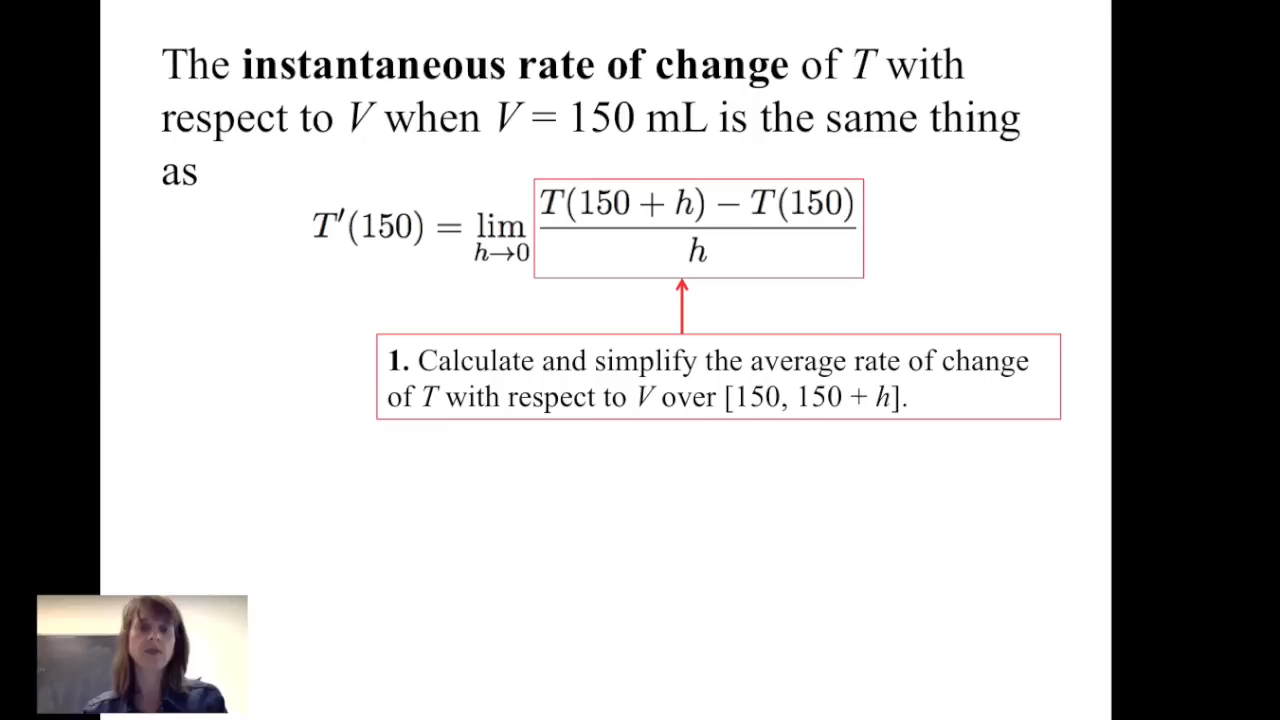 The instantaneous rate of change of T with
respect to V when V = 150 mL is the same thing
as
T′(150) = lim h→0 T(150 + h) − T(150) / h
1. Calculate and simplify the average rate of change
of T with respect to V over [150, 150 + h].